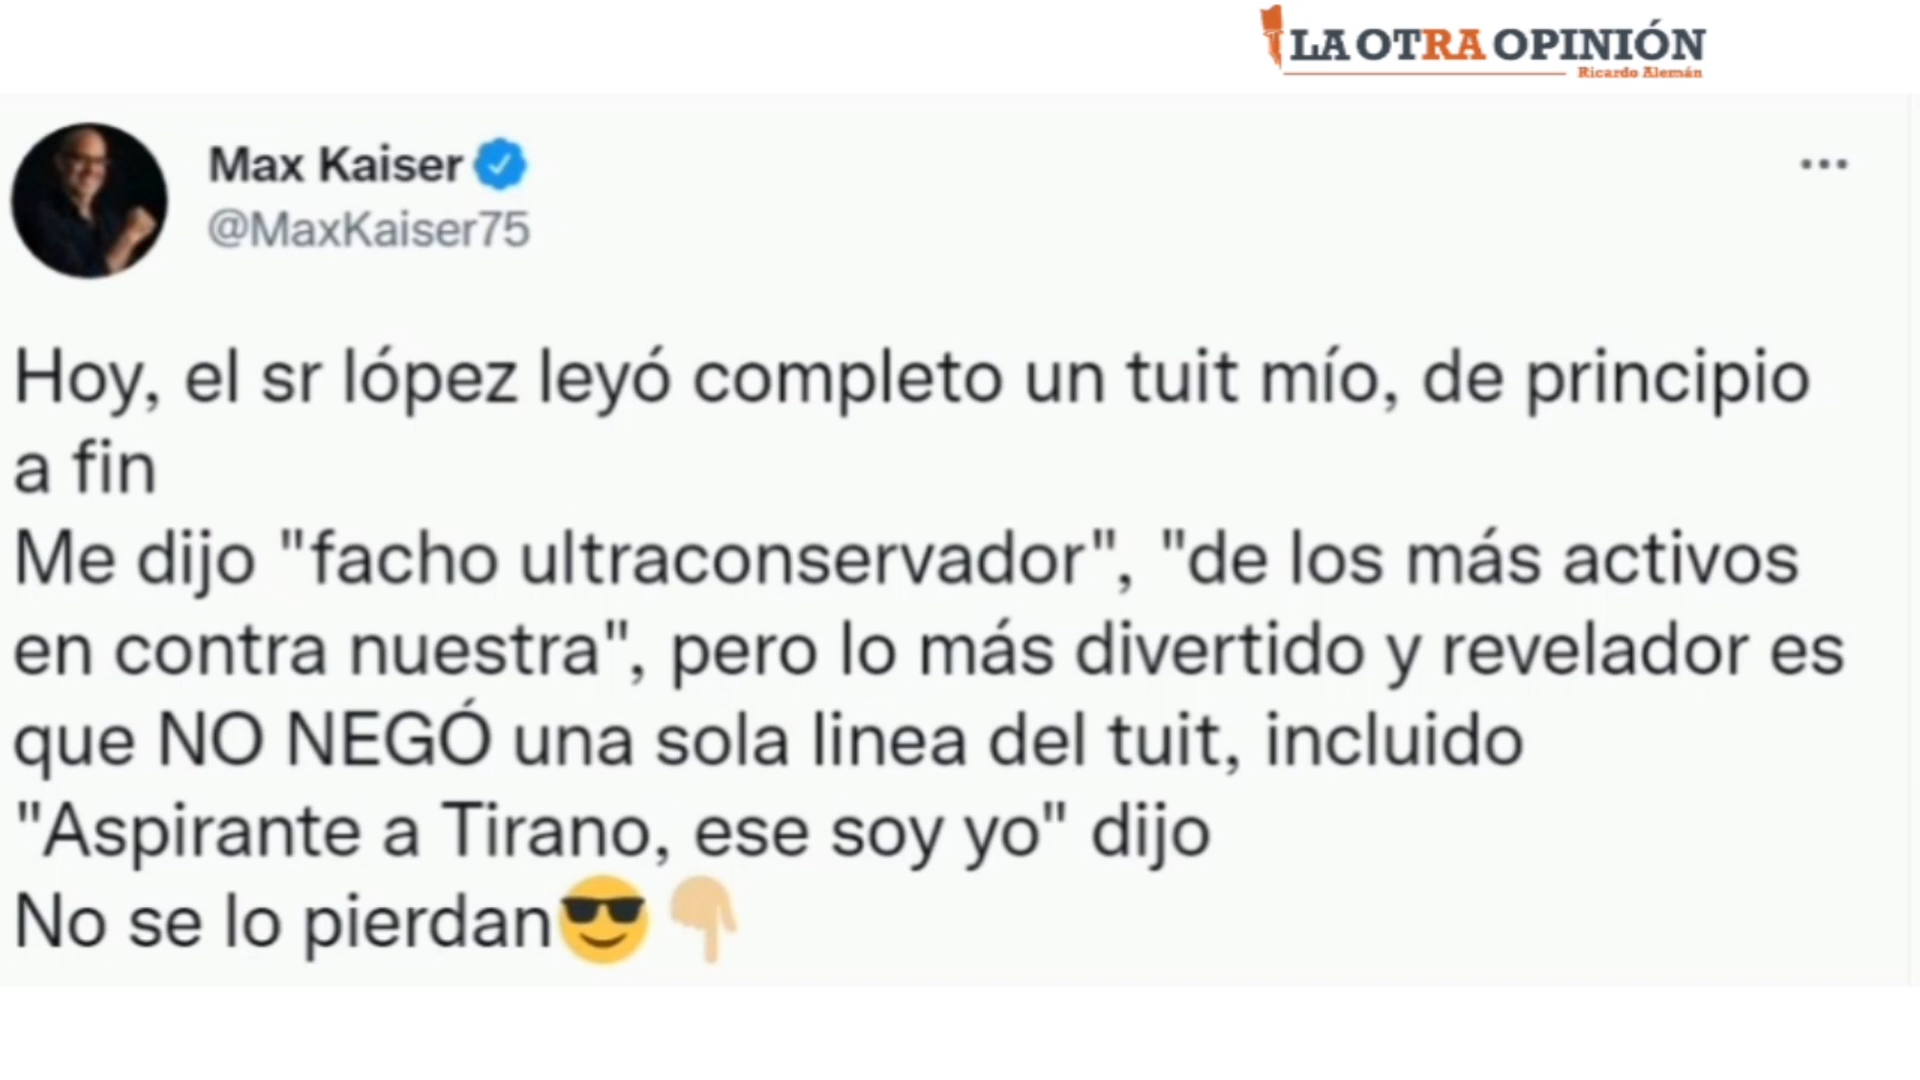 LA OTRA OPINIÓN
Ricardo Alemán
Max Kaiser
@MaxKaiser75
Hoy, el sr lópez leyó completo un tuit mío, de principio
a fin
Me dijo "facho ultraconservador", "de los más activos
en contra nuestra", pero lo más divertido y revelador es
que NO NEGÓ una sola linea del tuit, incluido
"Aspirante a Tirano, ese soy yo" dijo
No se lo pierdan😎👇🏼